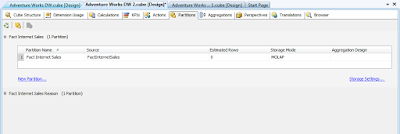 Adventure Works DW.cube [Design] Adventure Works DW 2.cube [Design]* Adventure Works ...1.cube [Design] Start Page
Cube Structure Dimension Usage Calculations KPIs Actions Partitions Aggregations Perspectives Translations Browser
Fact Internet Sales (1 Partition)
Partition Name Source Estimated Rows Storage Mode Aggregation Design
1 Fact Internet Sales FactInternetSales 0 MOLAP
New Partition... Storage Settings...
Fact Internet Sales Reason (1 Partition)